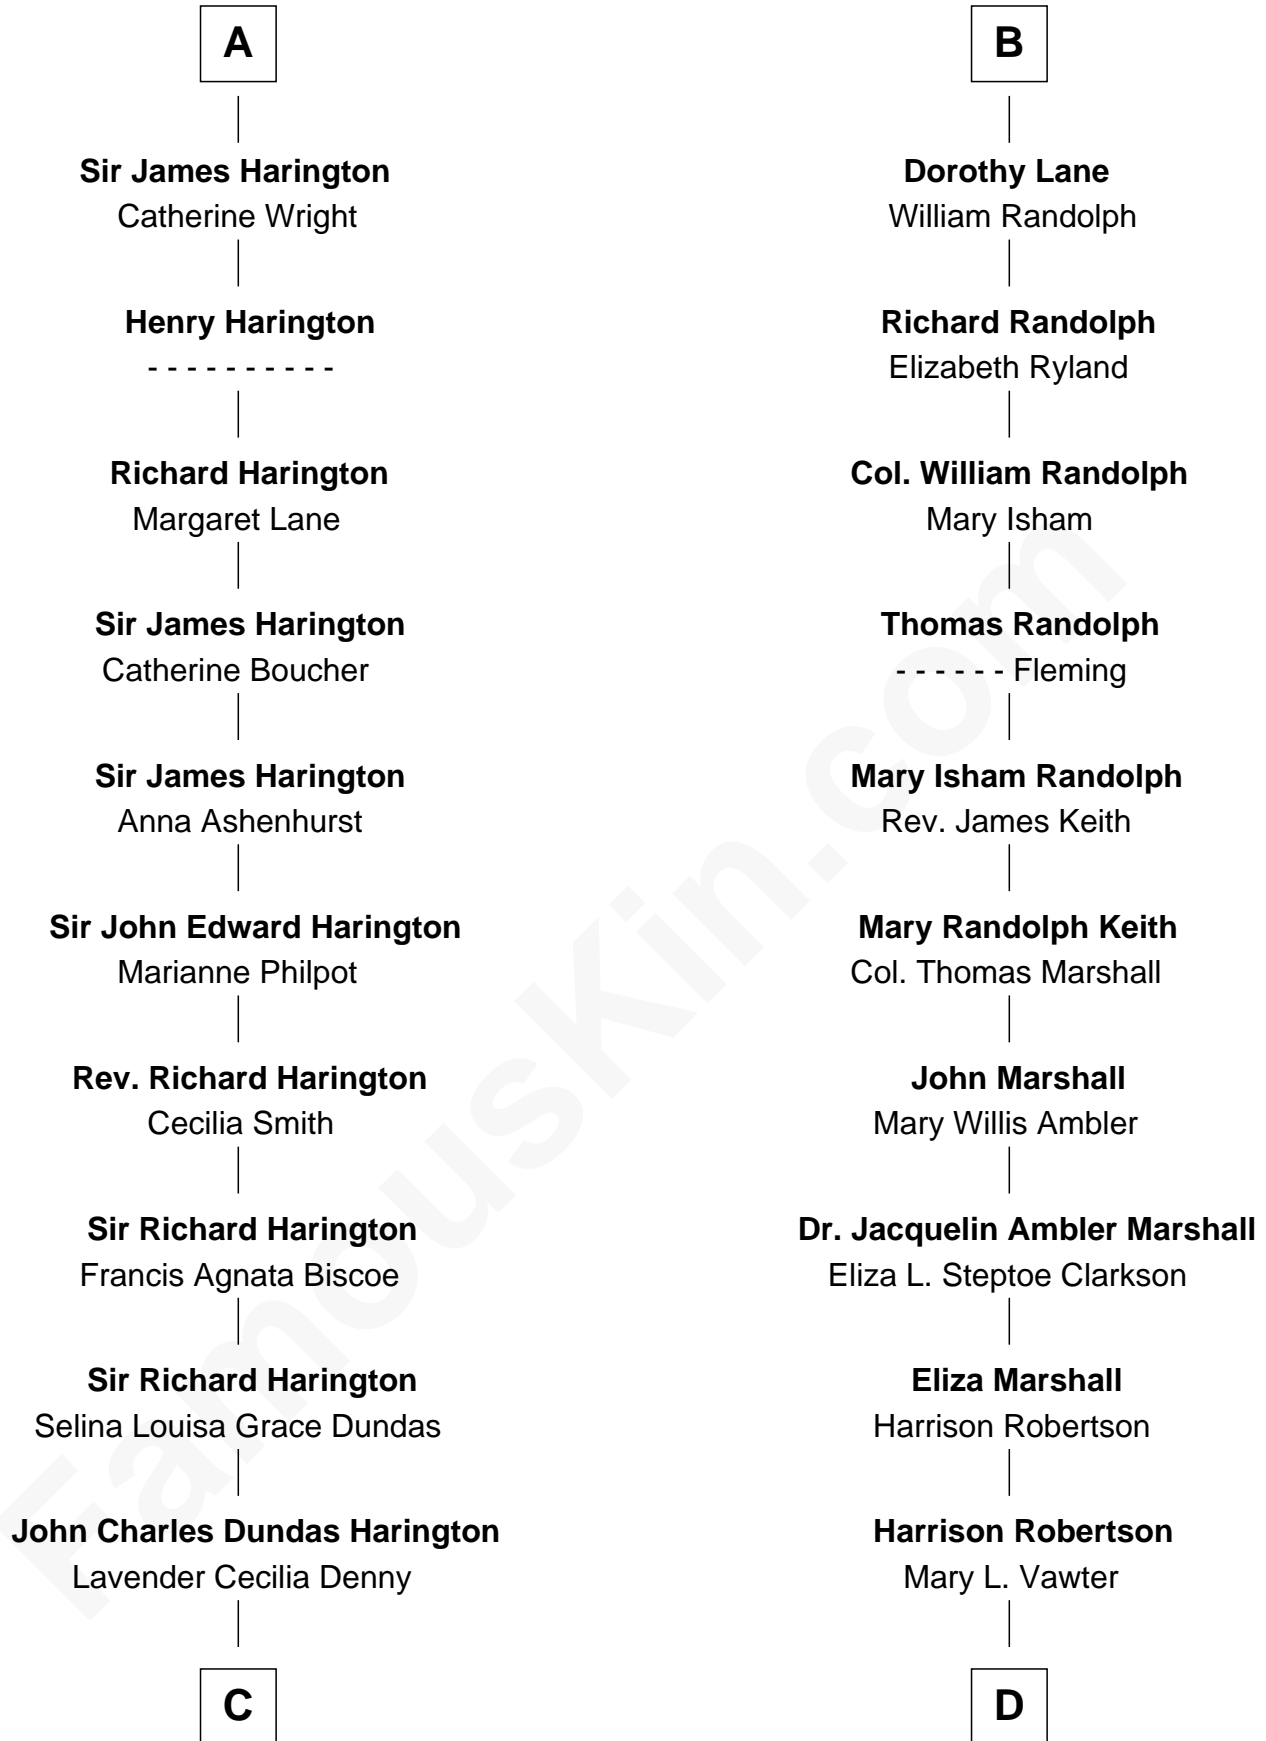 A
Sir James Harington
Catherine Wright
Henry Harington
- - - - - - - - - -
Richard Harington
Margaret Lane
Sir James Harington
Catherine Boucher
Sir James Harington
Anna Ashenhurst
Sir John Edward Harington
Marianne Philpot
Rev. Richard Harington
Cecilia Smith
Sir Richard Harington
Francis Agnata Biscoe
Sir Richard Harington
Selina Louisa Grace Dundas
John Charles Dundas Harington
Lavender Cecilia Denny
C
B
Dorothy Lane
William Randolph
Richard Randolph
Elizabeth Ryland
Col. William Randolph
Mary Isham
Thomas Randolph
- - - - - - Fleming
Mary Isham Randolph
Rev. James Keith
Mary Randolph Keith
Col. Thomas Marshall
John Marshall
Mary Willis Ambler
Dr. Jacquelin Ambler Marshall
Eliza L. Steptoe Clarkson
Eliza Marshall
Harrison Robertson
Harrison Robertson
Mary L. Vawter
D
FamousKin.com